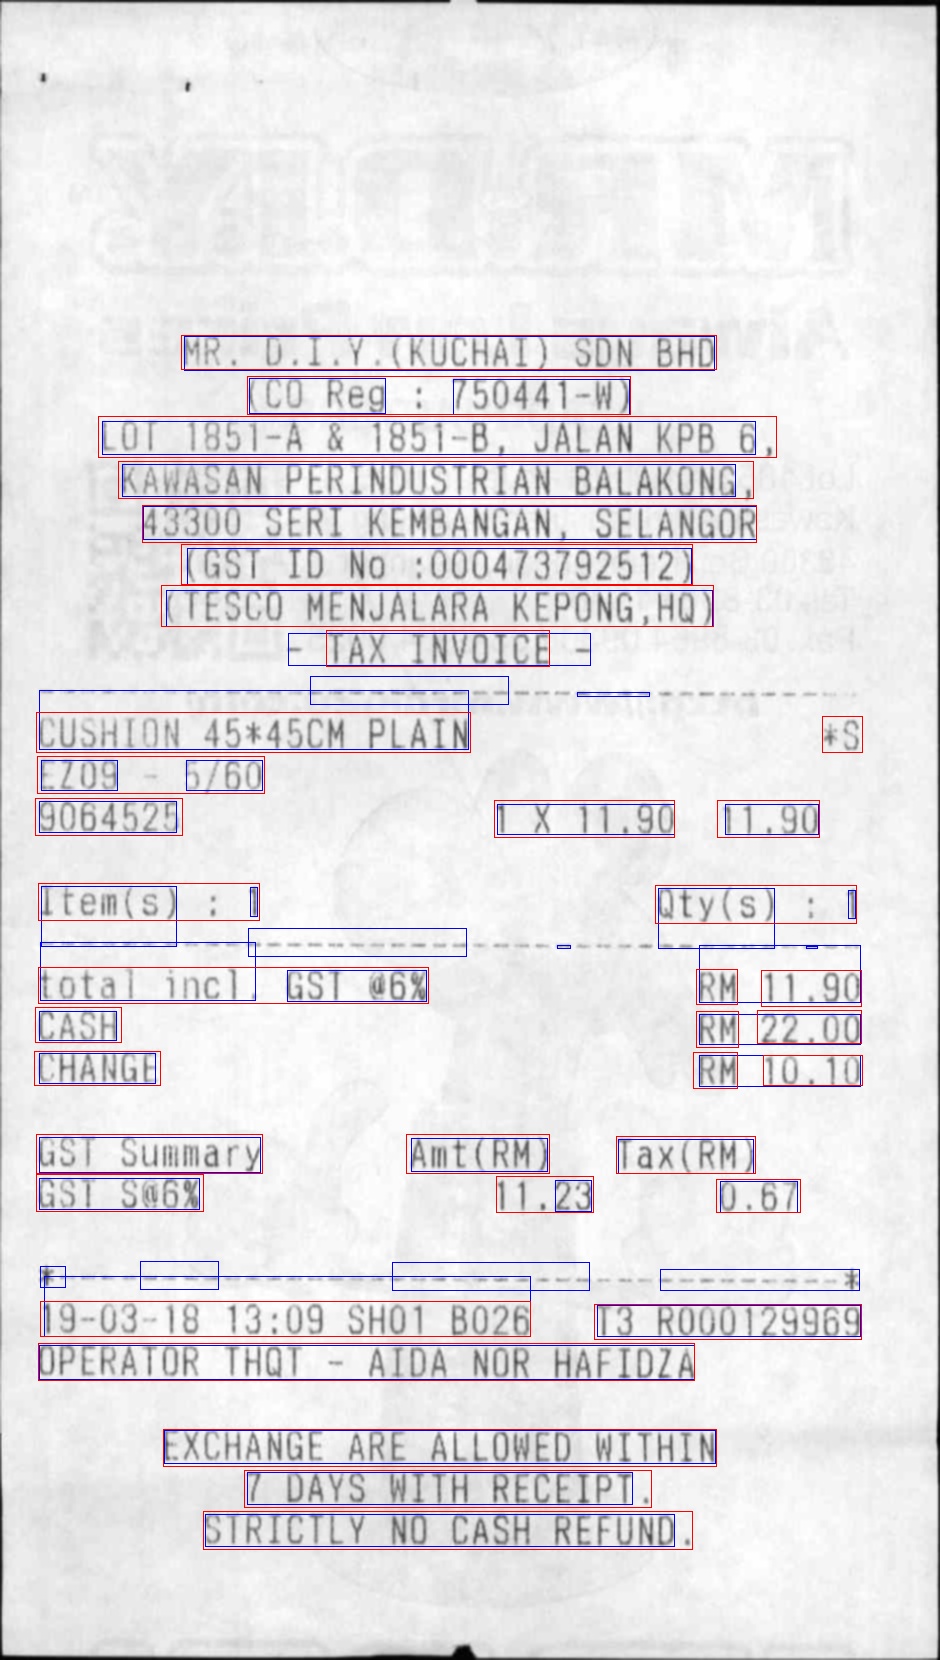 MR. D.I.Y.(KUCHAI) SDN BHD
(CO Reg : 750441-W)
LOT 1851-A & 1851-B, JALAN KPB 6,
KAWASAN PERINDUSTRIAN BALAKONG,
43300 SERI KEMBANGAN, SELANGOR
(GST ID No :000473792512)
(TESCO MENJALARA KEPONG,HQ)
- TAX INVOICE -
CUSHION 45*45CM PLAIN *S
EZ09 - 5/60
9064525 1 X 11.90 11.90
Item(s) : 1 Qty(s) : 1
total incl. GST @6% RM 11.90
CASH RM 22.00
CHANGE RM 10.10
GST Summary Amt(RM) Tax(RM)
GST S@6% 11.23 0.67
*--------------------------------------*
19-03-18 13:09 SH01 B026 T3 R000129969
OPERATOR THQT - AIDA NOR HAFIDZA
EXCHANGE ARE ALLOWED WITHIN
7 DAYS WITH RECEIPT.
STRICTLY NO CASH REFUND.